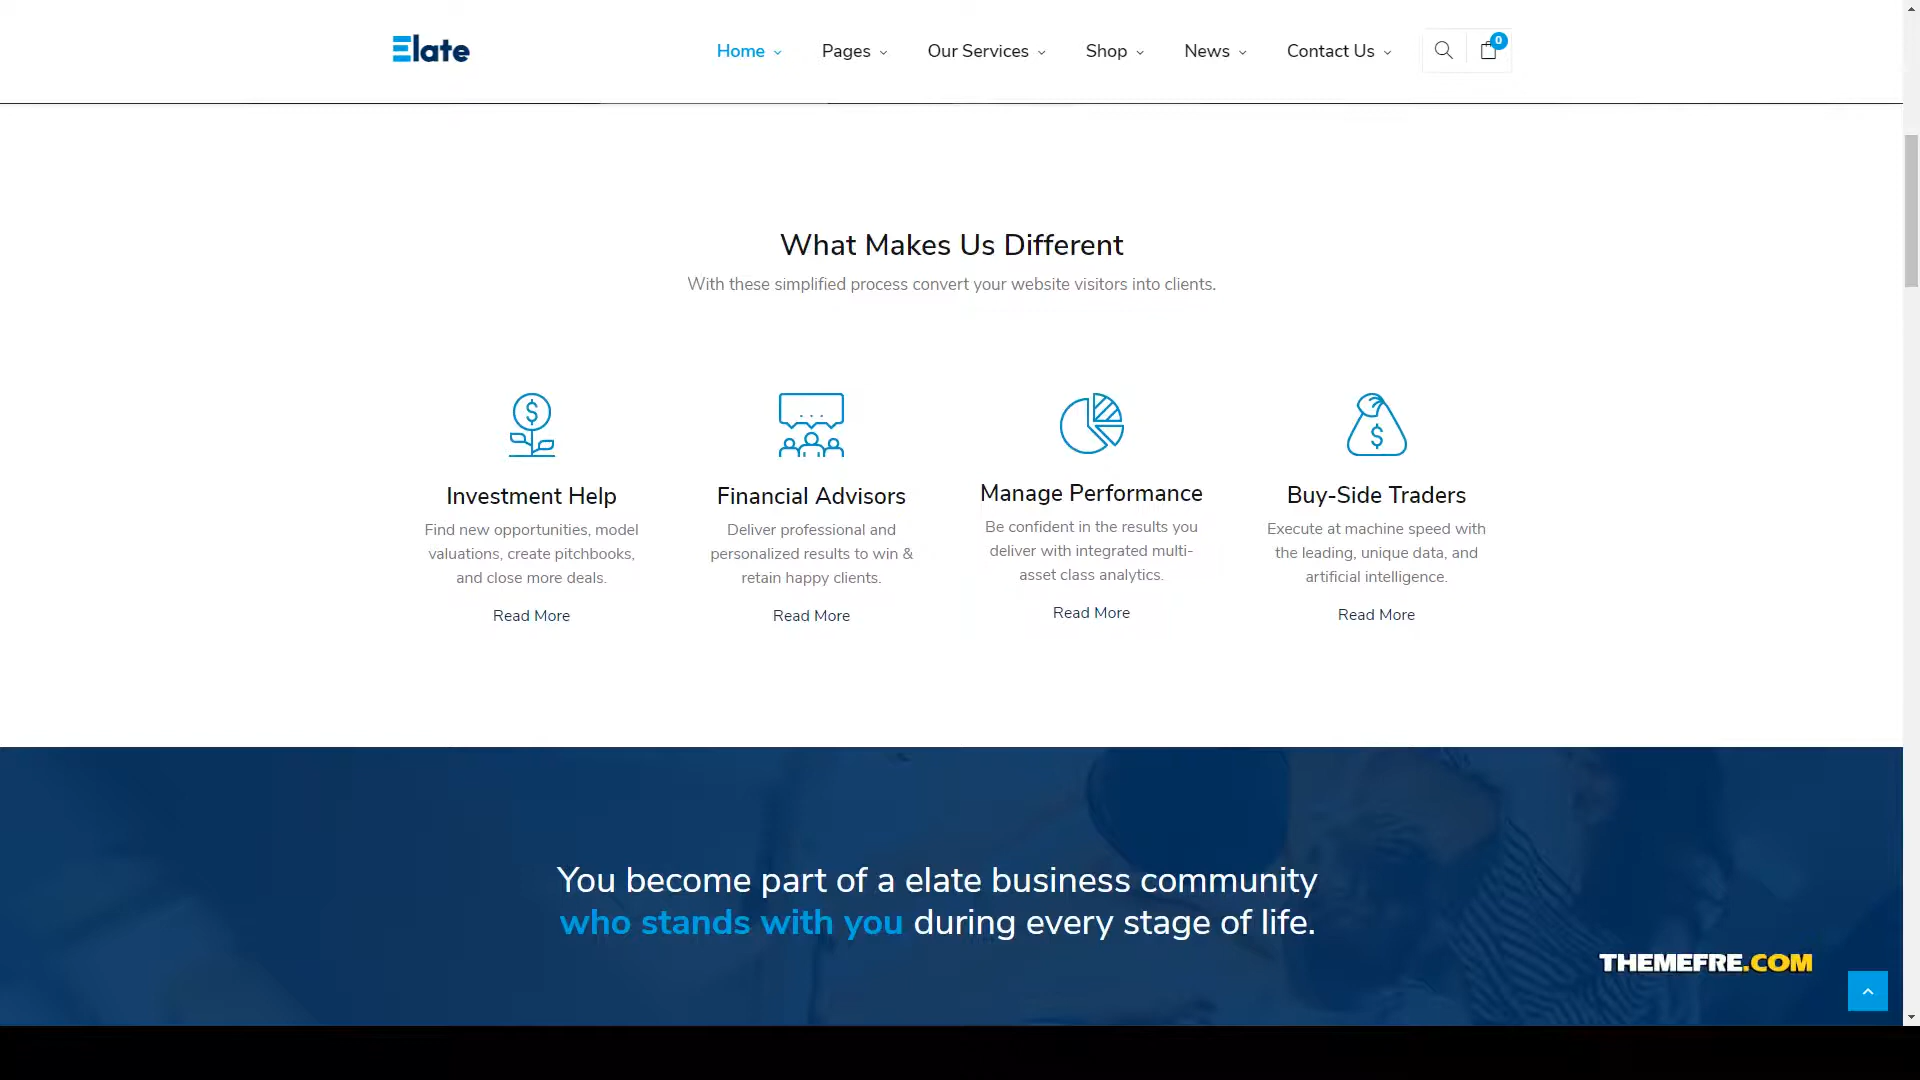 Elate
Home Pages Our Services Shop News Contact Us 0
What Makes Us Different
With these simplified process convert your website visitors into clients.
Investment Help
Find new opportunities, model
valuations, create pitchbooks,
and close more deals.
Read More
Financial Advisors
Deliver professional and
personalized results to win &
retain happy clients.
Read More
Manage Performance
Be confident in the results you
deliver with integrated multi-
asset class analytics.
Read More
Buy-Side Traders
Execute at machine speed with
the leading, unique data, and
artificial intelligence.
Read More
You become part of a elate business community
who stands with you during every stage of life.
THEMEFRE.COM